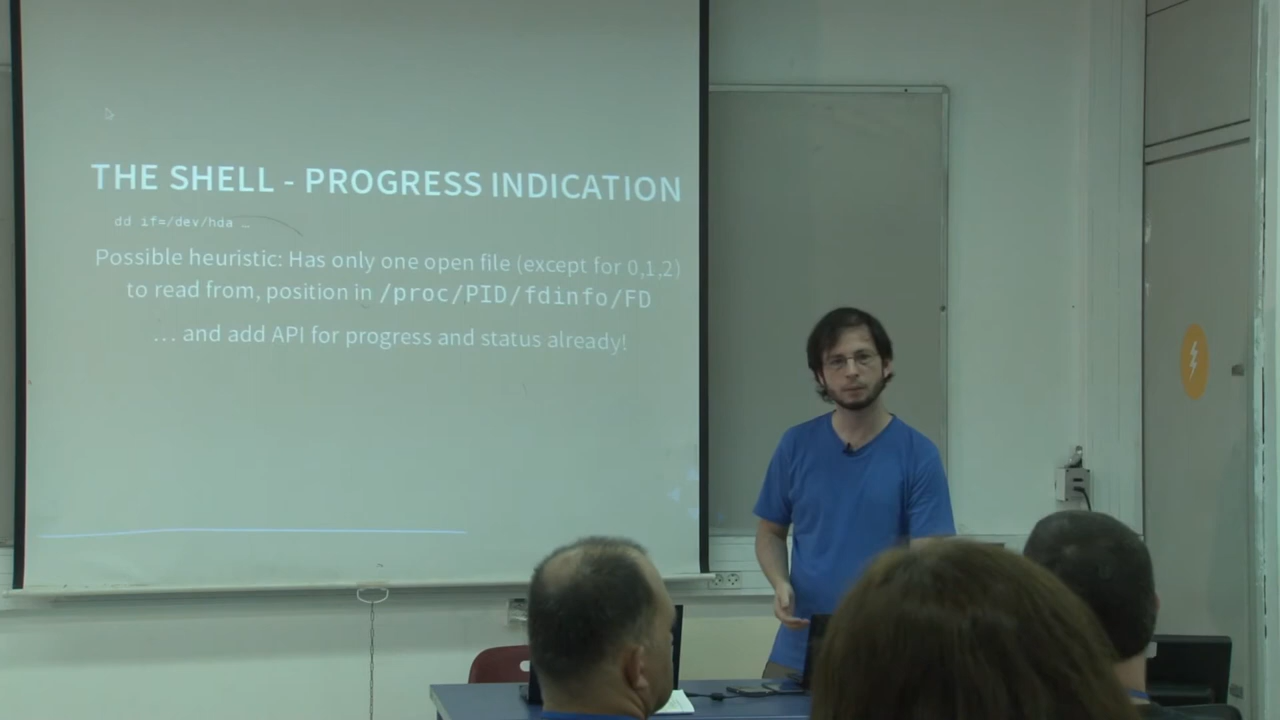 THE SHELL - PROGRESS INDICATION
dd if=/dev/hda …
Possible heuristic: Has only one open file (except for 0,1,2)
to read from, position in /proc/PID/fdinfo/FD
… and add API for progress and status already!